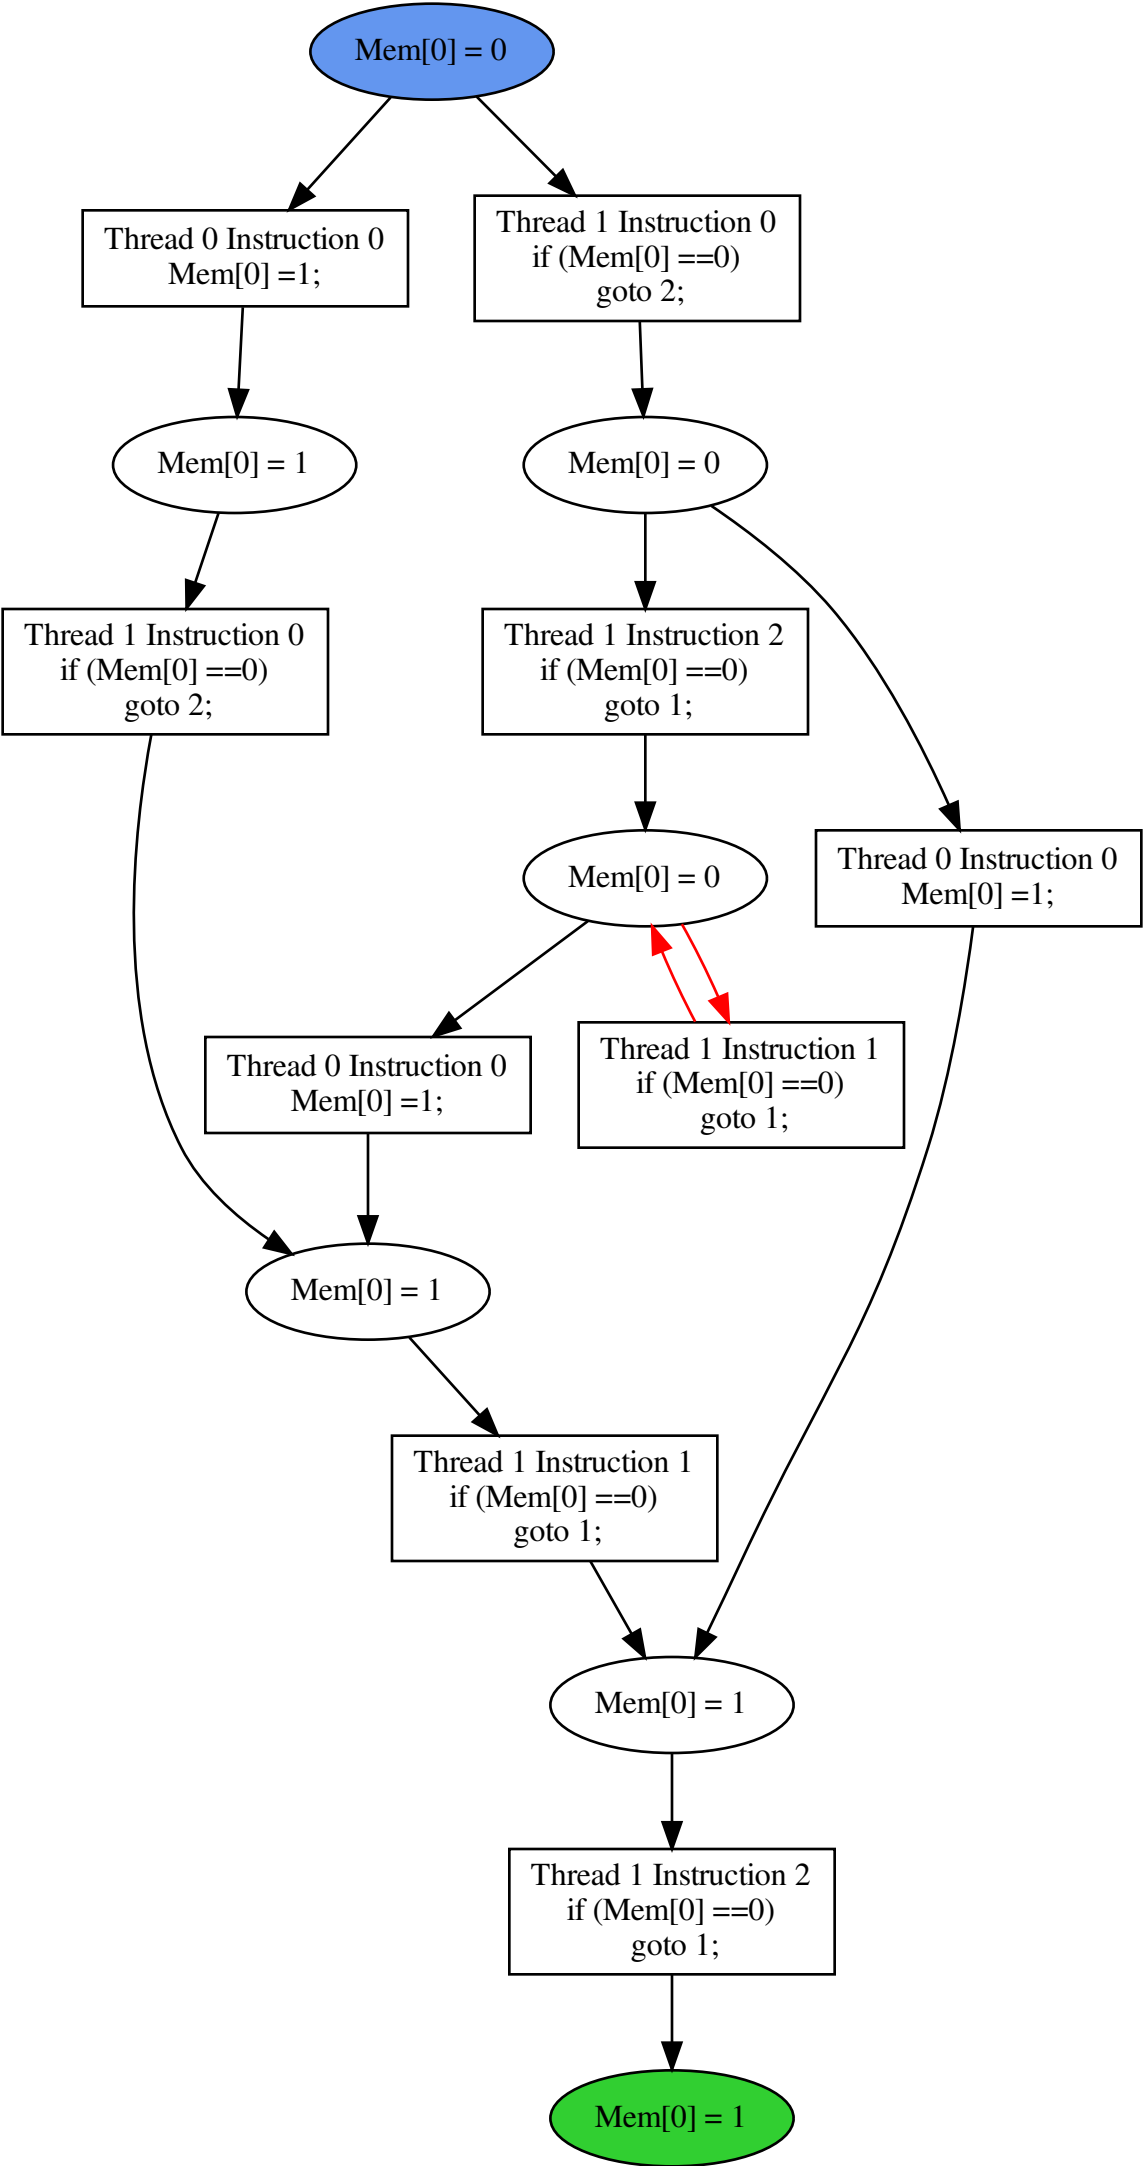 Mem[0] = 0
Thread 0 Instruction 0
Mem[0] =1;
Thread 1 Instruction 0
if (Mem[0] ==0)
goto 2;
Mem[0] = 1
Mem[0] = 0
Thread 1 Instruction 0
if (Mem[0] ==0)
goto 2;
Thread 1 Instruction 2
if (Mem[0] ==0)
goto 1;
Mem[0] = 0
Thread 0 Instruction 0
Mem[0] =1;
Thread 0 Instruction 0
Mem[0] =1;
Thread 1 Instruction 1
if (Mem[0] ==0)
goto 1;
Mem[0] = 1
Thread 1 Instruction 1
if (Mem[0] ==0)
goto 1;
Mem[0] = 1
Thread 1 Instruction 2
if (Mem[0] ==0)
goto 1;
Mem[0] = 1